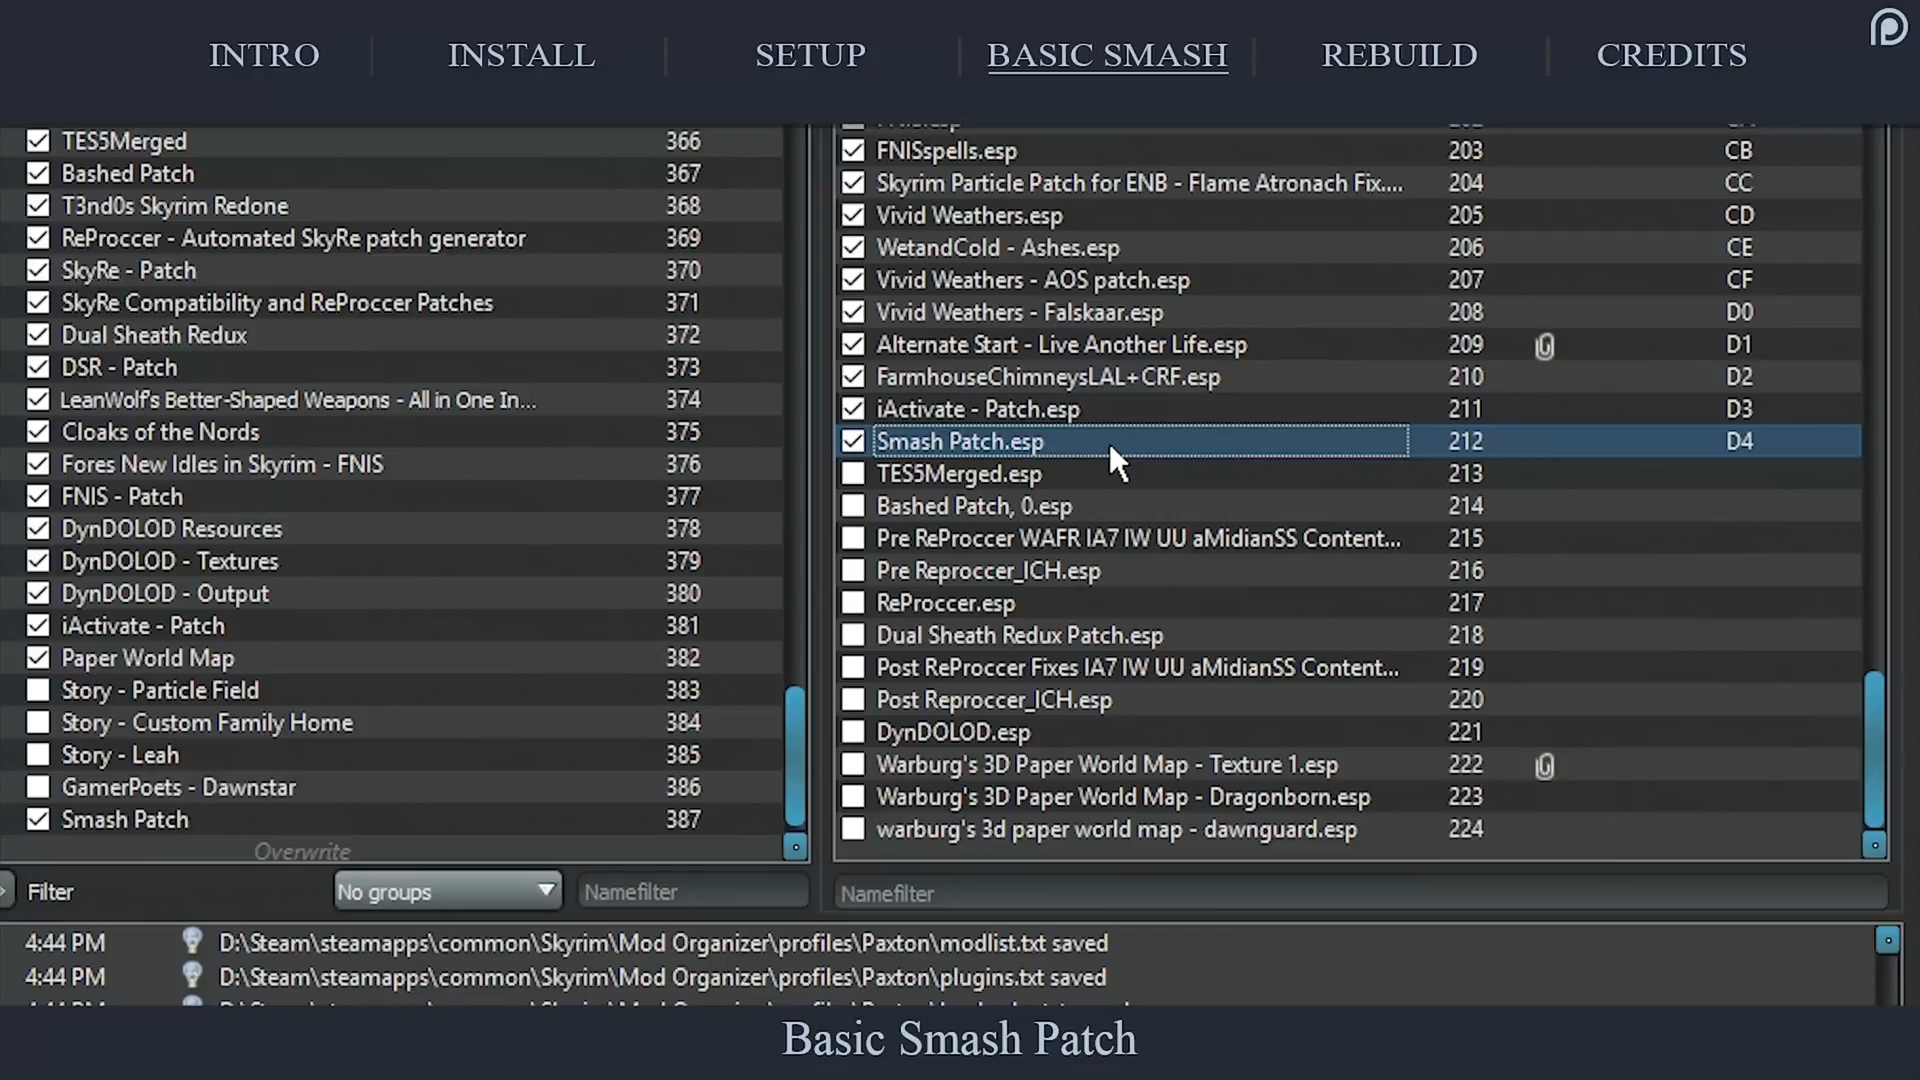 INTRO INSTALL SETUP BASIC SMASH REBUILD CREDITS
TES5Merged 366
Bashed Patch 367
T3nd0s Skyrim Redone 368
ReProccer - Automated SkyRe patch generator 369
SkyRe - Patch 370
SkyRe Compatibility and ReProccer Patches 371
Dual Sheath Redux 372
DSR - Patch 373
LeanWolf's Better-Shaped Weapons - All in One In... 374
Cloaks of the Nords 375
Fores New Idles in Skyrim - FNIS 376
FNIS - Patch 377
DynDOLOD Resources 378
DynDOLOD - Textures 379
DynDOLOD - Output 380
iActivate - Patch 381
Paper World Map 382
Story - Particle Field 383
Story - Custom Family Home 384
Story - Leah 385
GamerPoets - Dawnstar 386
Smash Patch 387
Overwrite
Filter No groups Namefilter
FNISspells.esp 203 CB
Skyrim Particle Patch for ENB - Flame Atronach Fix.... 204 CC
Vivid Weathers.esp 205 CD
WetandCold - Ashes.esp 206 CE
Vivid Weathers - AOS patch.esp 207 CF
Vivid Weathers - Falskaar.esp 208 D0
Alternate Start - Live Another Life.esp 209 D1
FarmhouseChimneysLAL+CRF.esp 210 D2
iActivate - Patch.esp 211 D3
Smash Patch.esp 212 D4
TES5Merged.esp 213
Bashed Patch, 0.esp 214
Pre ReProccer WAFR IA7 IW UU aMidianSS Content... 215
Pre Reproccer_ICH.esp 216
ReProccer.esp 217
Dual Sheath Redux Patch.esp 218
Post ReProccer Fixes IA7 IW UU aMidianSS Content... 219
Post Reproccer_ICH.esp 220
DynDOLOD.esp 221
Warburg's 3D Paper World Map - Texture 1.esp 222
Warburg's 3D Paper World Map - Dragonborn.esp 223
warburg's 3d paper world map - dawnguard.esp 224
Namefilter
4:44 PM D:\Steam\steamapps\common\Skyrim\Mod Organizer\profiles\Paxton\modlist.txt saved
4:44 PM D:\Steam\steamapps\common\Skyrim\Mod Organizer\profiles\Paxton\plugins.txt saved
Basic Smash Patch